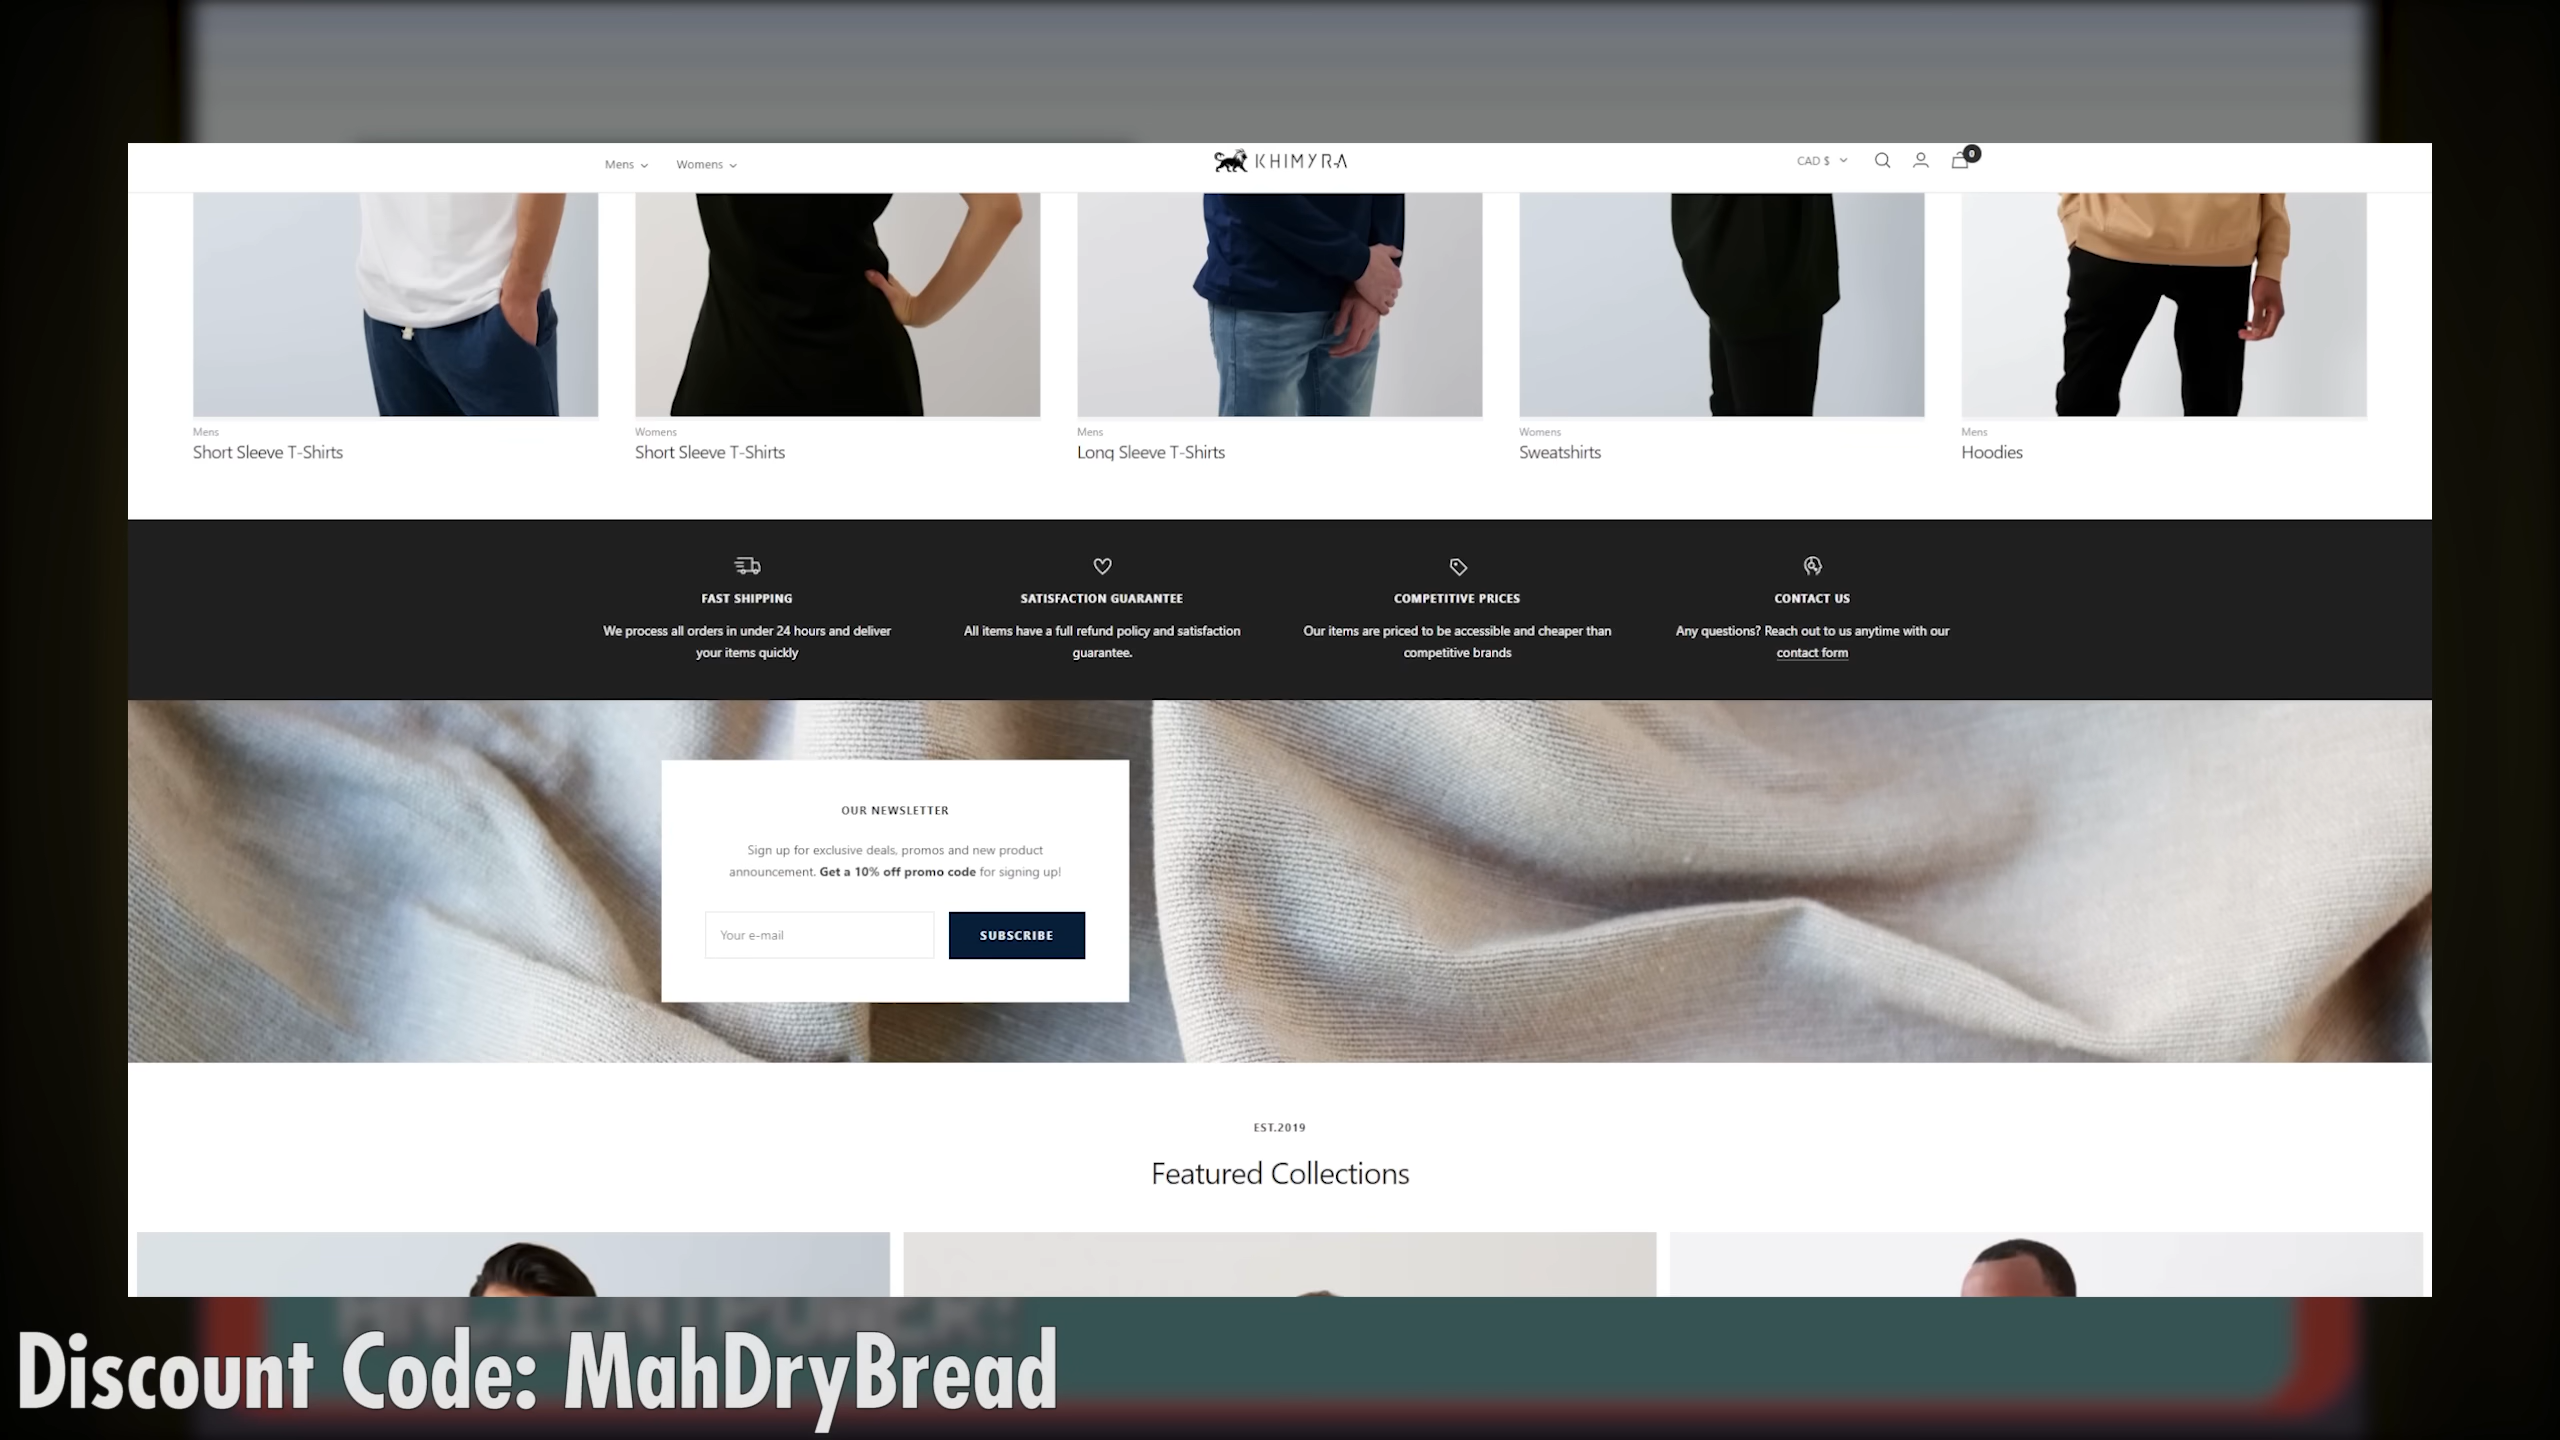 Mens
Womens
KHIMYRA
CAD $
0
Mens
Short Sleeve T-Shirts
Womens
Short Sleeve T-Shirts
Mens
Long Sleeve T-Shirts
Womens
Sweatshirts
Mens
Hoodies
FAST SHIPPING
We process all orders in under 24 hours and deliver
your items quickly
SATISFACTION GUARANTEE
All items have a full refund policy and satisfaction
guarantee.
COMPETITIVE PRICES
Our items are priced to be accessible and cheaper than
competitive brands
CONTACT US
Any questions? Reach out to us anytime with our
contact form
OUR NEWSLETTER
Sign up for exclusive deals, promos and new product
announcement. Get a 10% off promo code for signing up!
Your e-mail
SUBSCRIBE
EST.2019
Featured Collections
Discount Code: MahDryBread